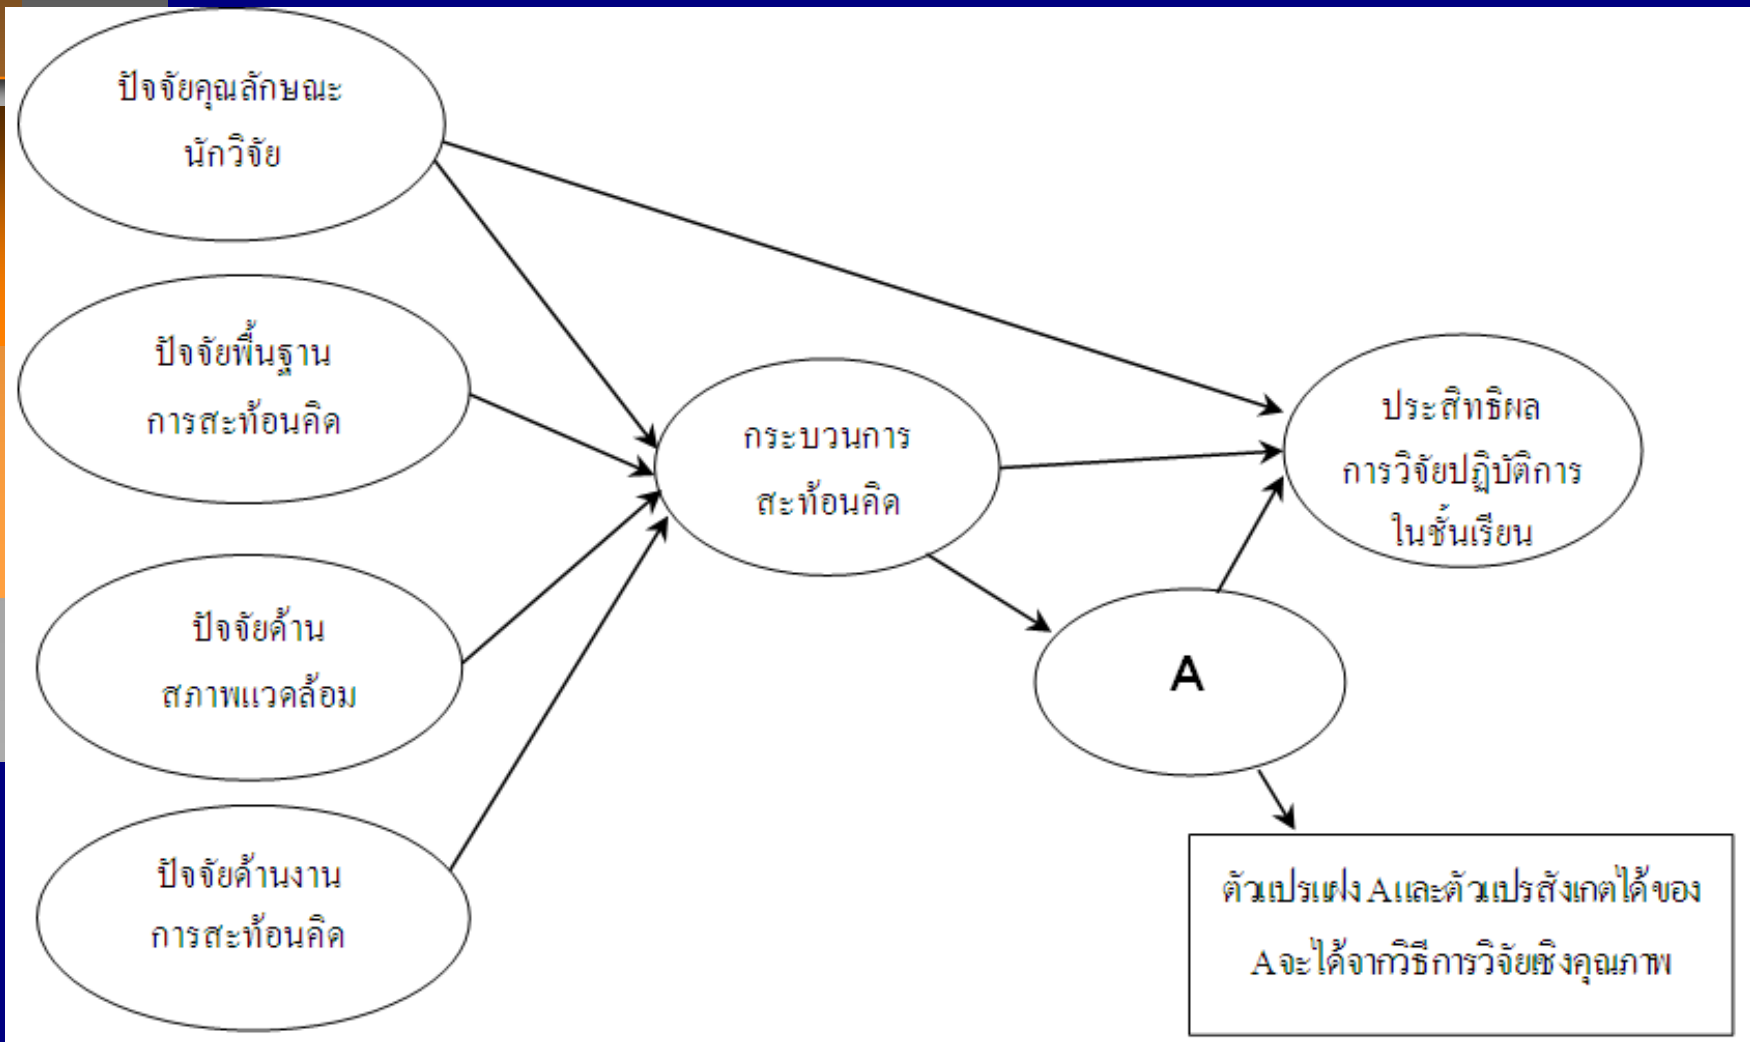 ปัจจัยคุณลักษณะ
นักวิจัย
ปัจจัยพื้นฐาน
การสะท้อนคิด
ปัจจัยด้าน
สภาพแวดล้อม
ปัจจัยด้านงาน
การสะท้อนคิด
กระบวนการ
สะท้อนคิด
ประสิทธิผล
การวิจัยปฏิบัติการ
ในชั้นเรียน
A
ตัวแปรแฝง Aและตัวแปรสังเกตได้ของ
Aจะได้จากวิธีการวิจัยเชิงคุณภาพ